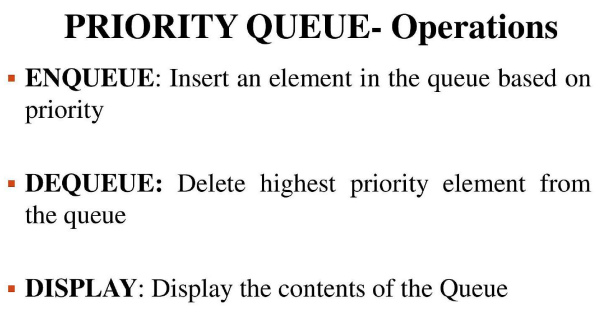 PRIORITY QUEUE- Operations
▪ ENQUEUE: Insert an element in the queue based on
priority
▪ DEQUEUE: Delete highest priority element from
the queue
▪ DISPLAY: Display the contents of the Queue